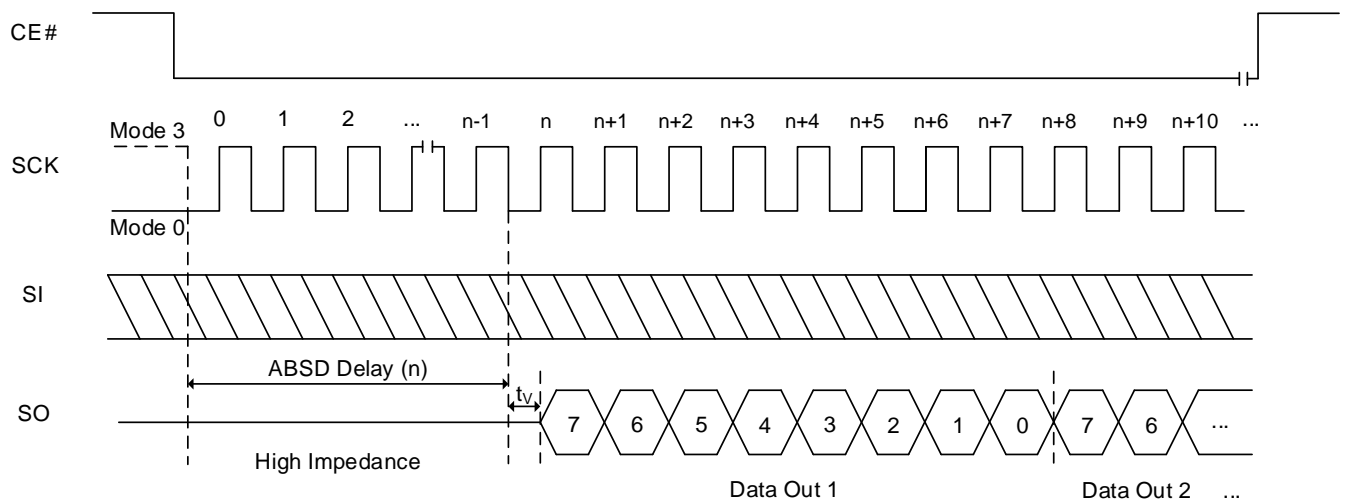 CE#
Mode 3
0 1 2 ... n-1 n n+1 n+2 n+3 n+4 n+5 n+6 n+7 n+8 n+9 n+10 ...
SCK
Mode 0
SI
ABSD Delay (n)
tV
SO
7 6 5 4 3 2 1 0 7 6 ...
High Impedance
Data Out 1 Data Out 2 ...